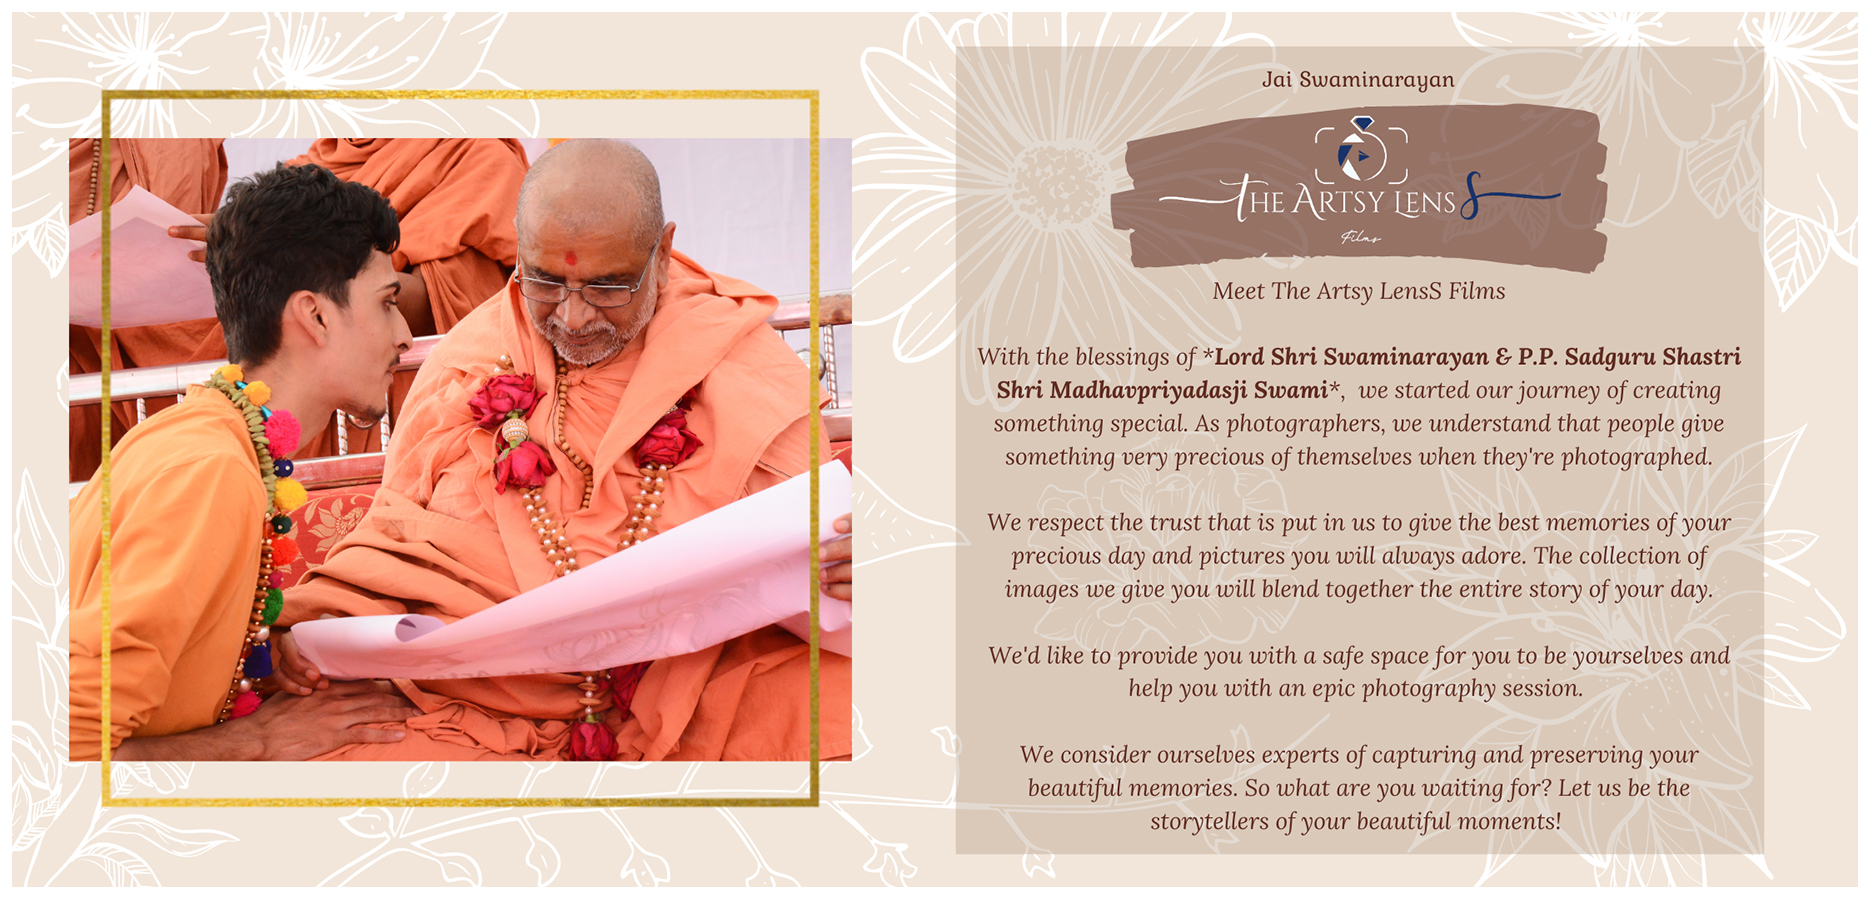 Jai Swaminarayan
THE ARTSY LENSS
Films
Meet The Artsy LensS Films
With the blessings of *Lord Shri Swaminarayan & P.P. Sadguru Shastri
Shri Madhavpriyadasji Swami*, we started our journey of creating
something special. As photographers, we understand that people give
something very precious of themselves when they're photographed.
We respect the trust that is put in us to give the best memories of your
precious day and pictures you will always adore. The collection of
images we give you will blend together the entire story of your day.
We'd like to provide you with a safe space for you to be yourselves and
help you with an epic photography session.
We consider ourselves experts of capturing and preserving your
beautiful memories. So what are you waiting for? Let us be the
storytellers of your beautiful moments!